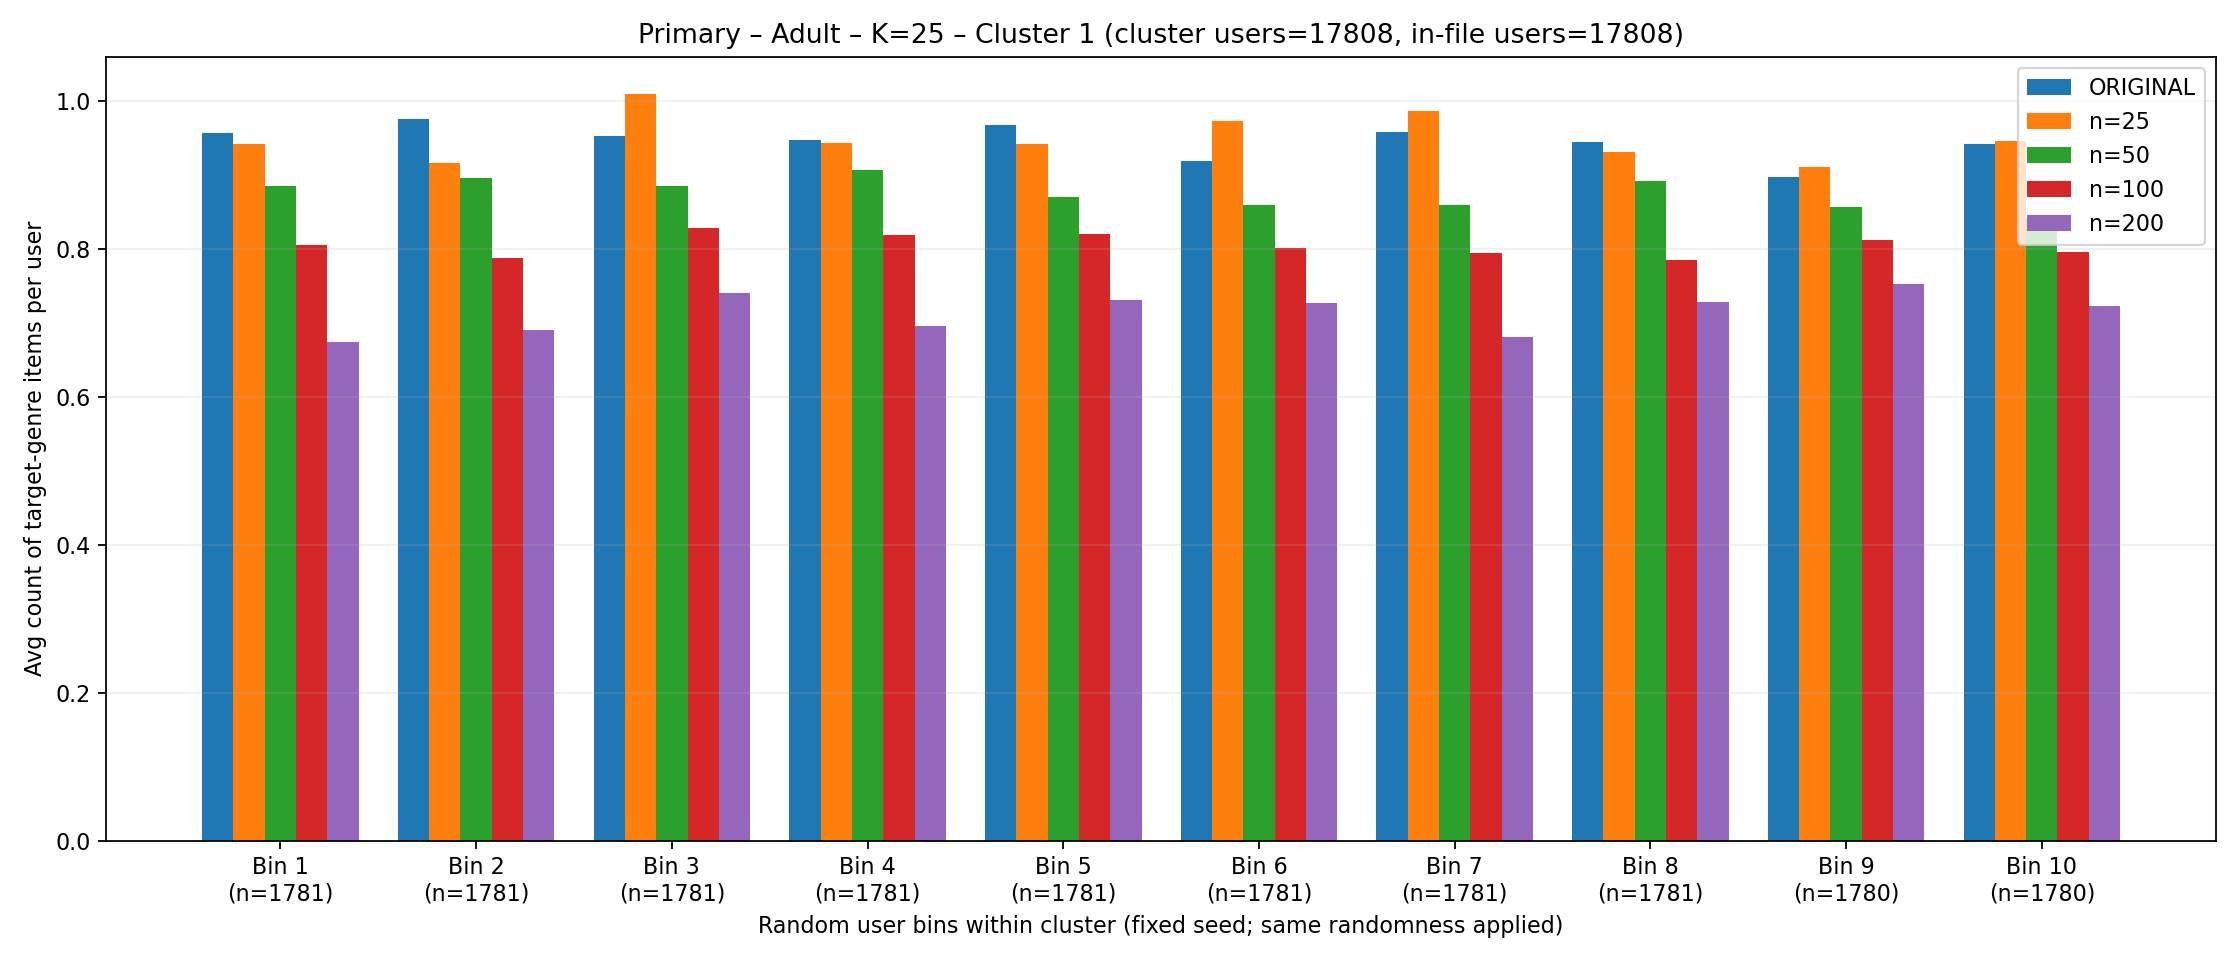 Primary – Adult – K=25 – Cluster 1 (cluster users=17808, in-file users=17808)
Avg count of target-genre items per user
1.0
0.8
0.6
0.4
0.2
0.0
ORIGINAL
n=25
n=50
n=100
n=200
Bin 1
(n=1781)
Bin 2
(n=1781)
Bin 3
(n=1781)
Bin 4
(n=1781)
Bin 5
(n=1781)
Bin 6
(n=1781)
Bin 7
(n=1781)
Bin 8
(n=1781)
Bin 9
(n=1780)
Bin 10
(n=1780)
Random user bins within cluster (fixed seed; same randomness applied)